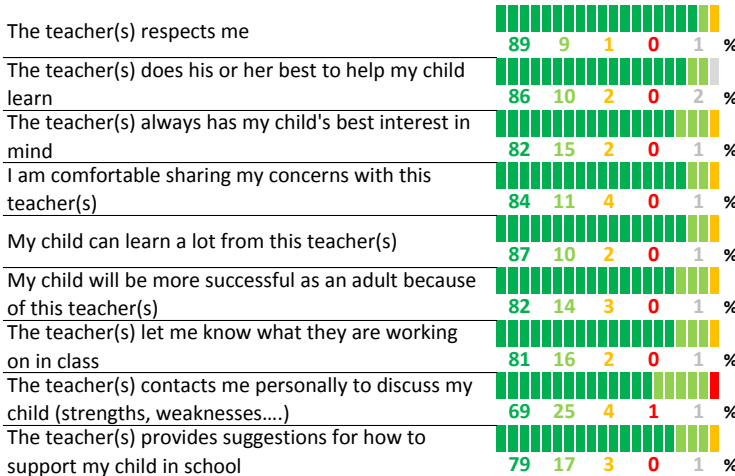 The teacher(s) respects me
89 9 1 0 1 %
The teacher(s) does his or her best to help my child
learn
86 10 2 0 2 %
The teacher(s) always has my child's best interest in
mind
82 15 2 0 1 %
I am comfortable sharing my concerns with this
teacher(s)
84 11 4 0 1 %
My child can learn a lot from this teacher(s)
87 10 2 0 1 %
My child will be more successful as an adult because
of this teacher(s)
82 14 3 0 1 %
The teacher(s) let me know what they are working
on in class
81 16 2 0 1 %
The teacher(s) contacts me personally to discuss my
child (strengths, weaknesses....)
69 25 4 1 1 %
The teacher(s) provides suggestions for how to
support my child in school
79 17 3 0 1 %